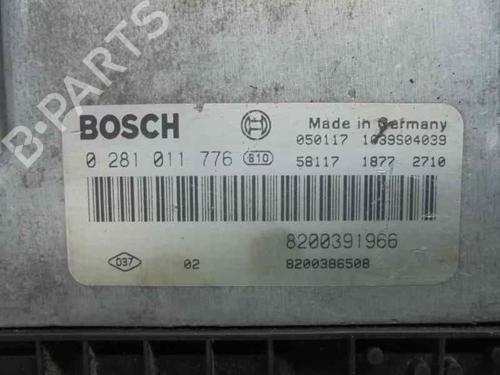 B-PARTS
BOSCH
Made in Germany
050117 1039S04039
0 281 011 776 610
58117 1877 2710
8200391966
037 02 8200386508